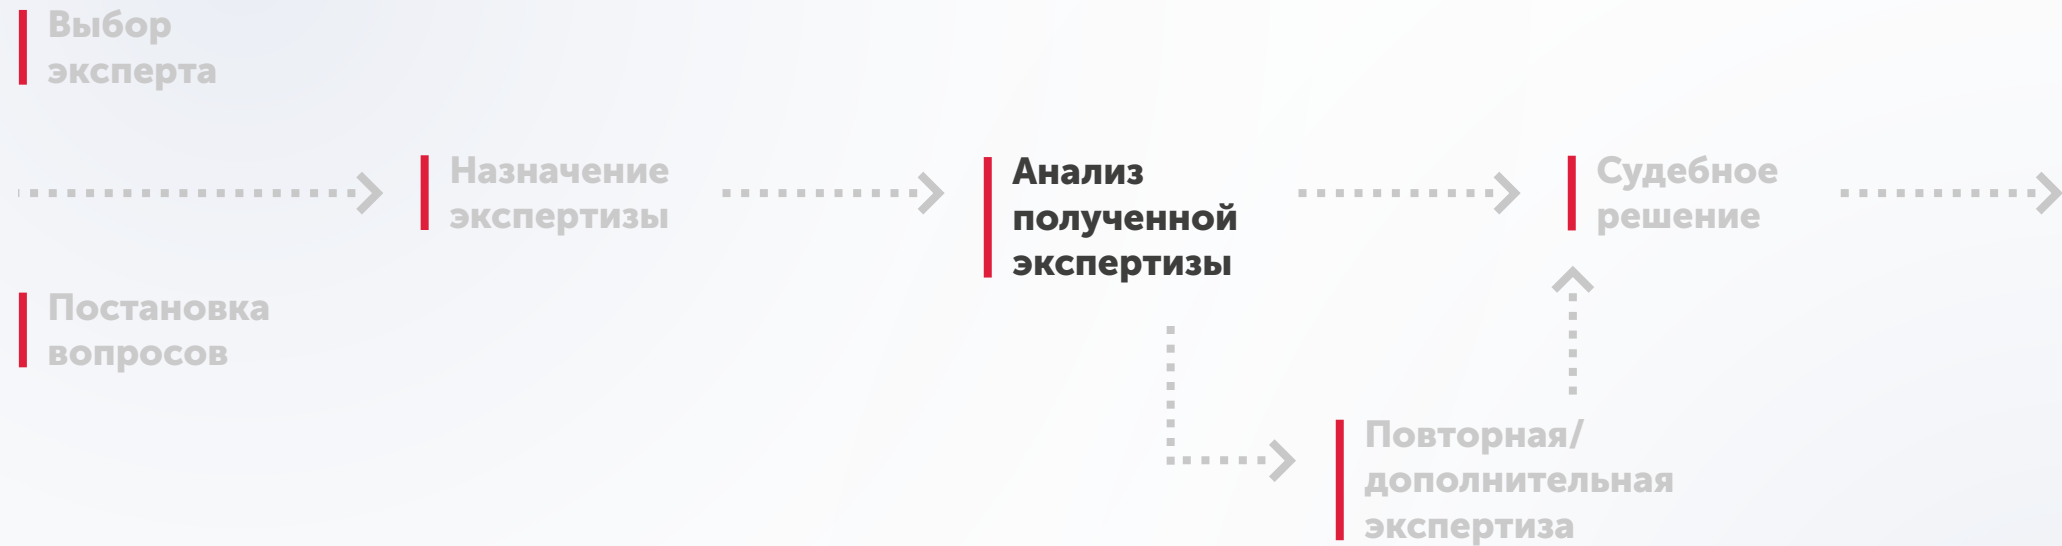 Выбор
эксперта
Назначение
экспертизы
Анализ
полученной
экспертизы
Судебное
решение
Постановка
вопросов
Повторная/
дополнительная
экспертиза